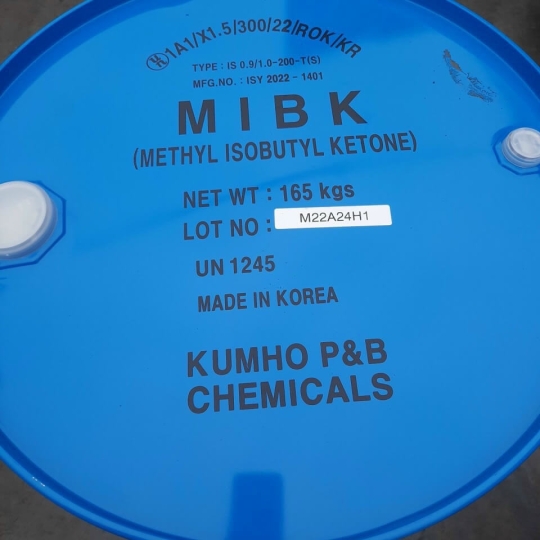 1A1/X1.5/300/22/ROK/KR
TYPE : IS 0.9/1.0-200-T(S)
MFG.NO. : ISY 2022 - 1401
MIBK
(METHYL ISOBUTYL KETONE)
NET WT : 165 kgs
LOT NO : M22A24H1
UN 1245
MADE IN KOREA
KUMHO P&B
CHEMICALS